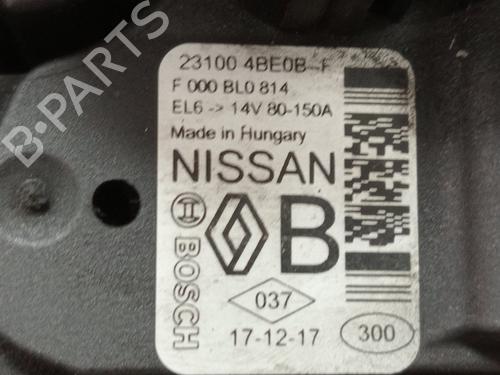 23100 4BE0B-F
F 000 BL0 814
EL6 -> 14V 80-150A
Made in Hungary
NISSAN
B
BOSCH
037
17-12-17
300
B-PARTS